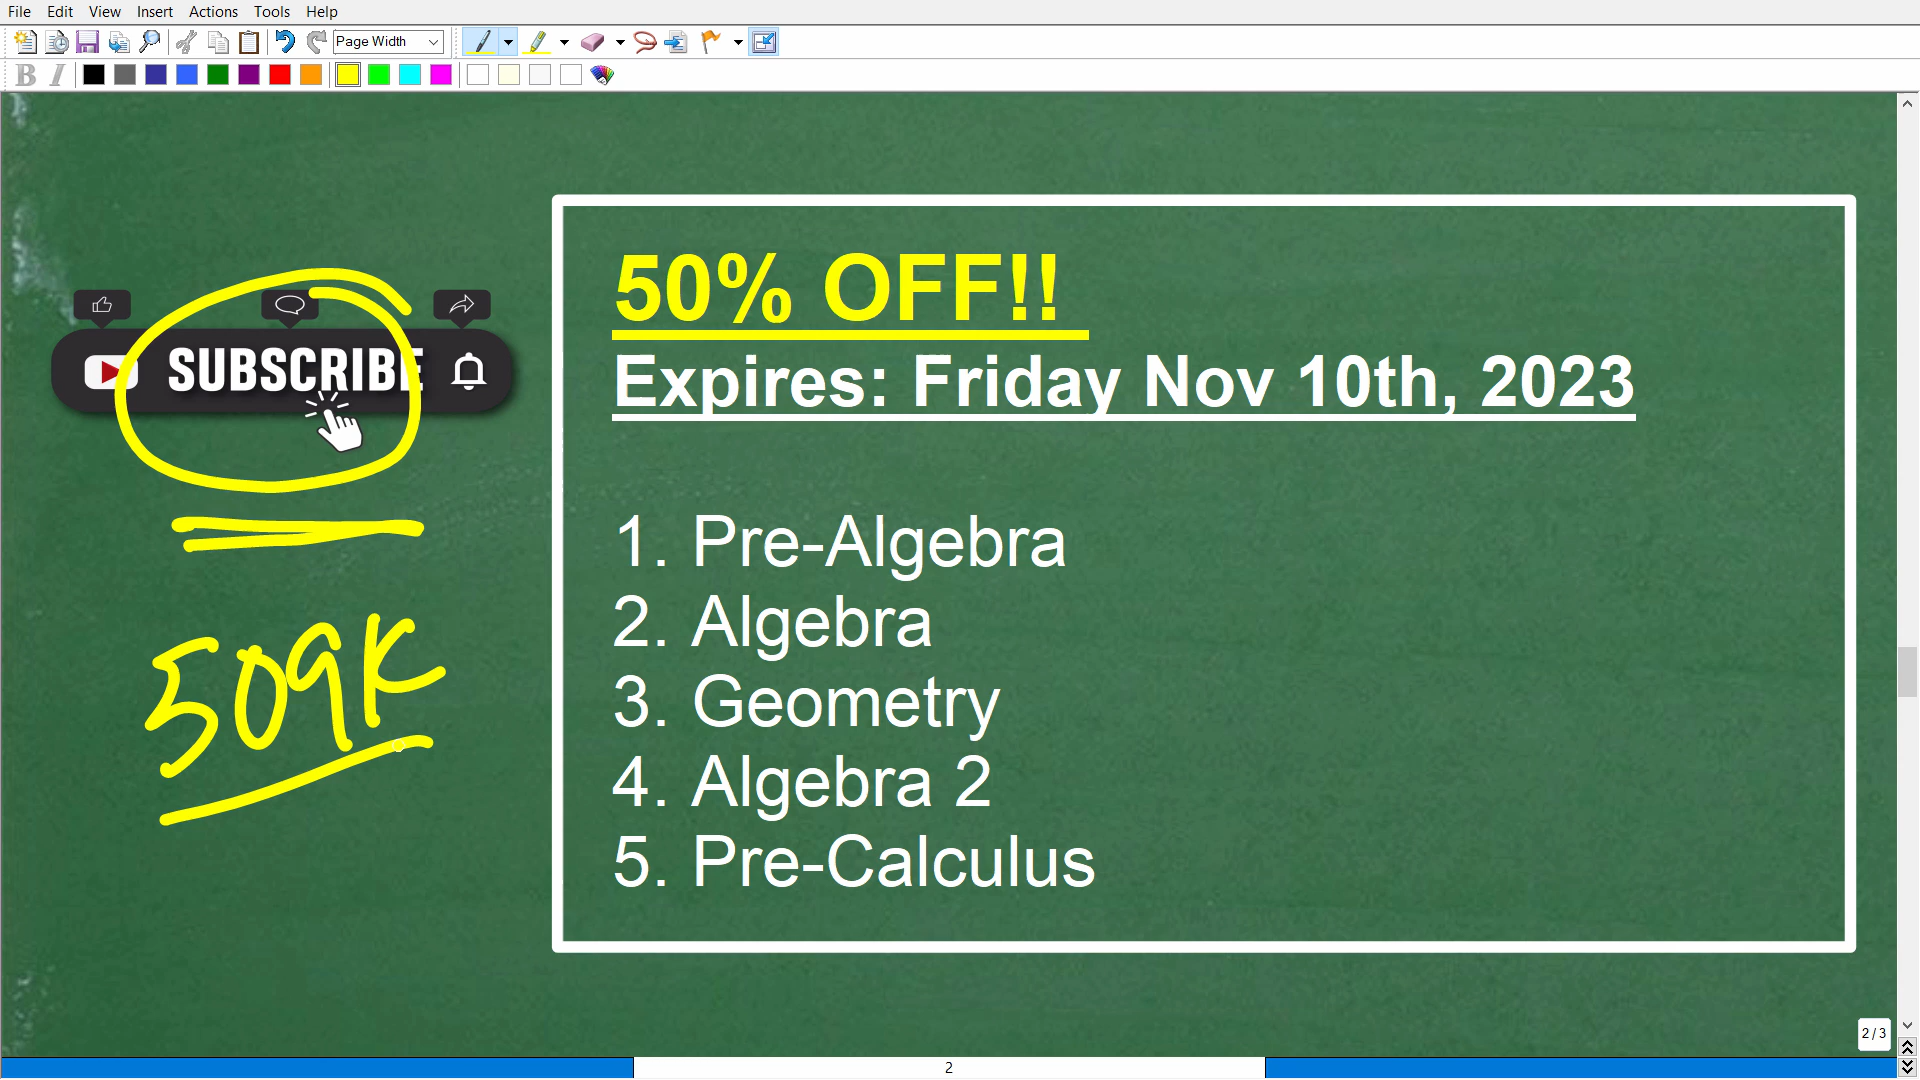 File Edit View Insert Actions Tools Help
Page Width
B I
SUBSCRIBE
509K
50% OFF!!
Expires: Friday Nov 10th, 2023
1. Pre-Algebra
2. Algebra
3. Geometry
4. Algebra 2
5. Pre-Calculus
2 / 3
2